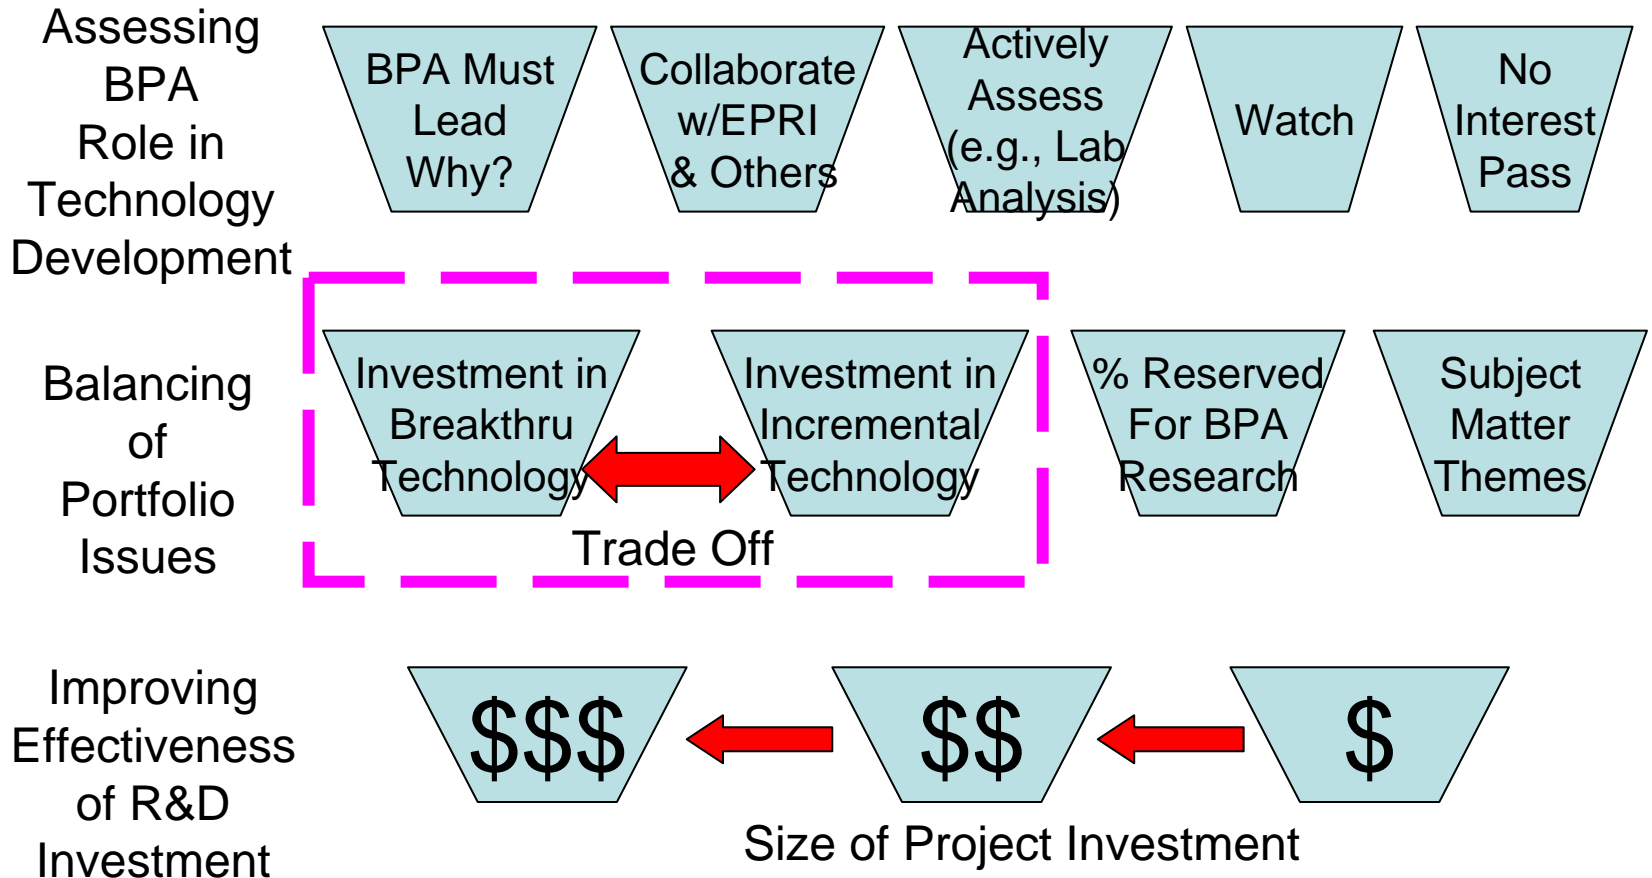 Assessing
BPA
Role in
Technology
Development
BPA Must
Lead
Why?
Collaborate
w/EPRI
& Others
Actively
Assess
(e.g., Lab
Analysis)
Watch
No
Interest
Pass
Balancing
of
Portfolio
Issues
Investment in
Breakthru
Technology
Investment in
Incremental
Technology
Trade Off
% Reserved
For BPA
Research
Subject
Matter
Themes
Improving
Effectiveness
of R&D
Investment
$$$
$$
$
Size of Project Investment